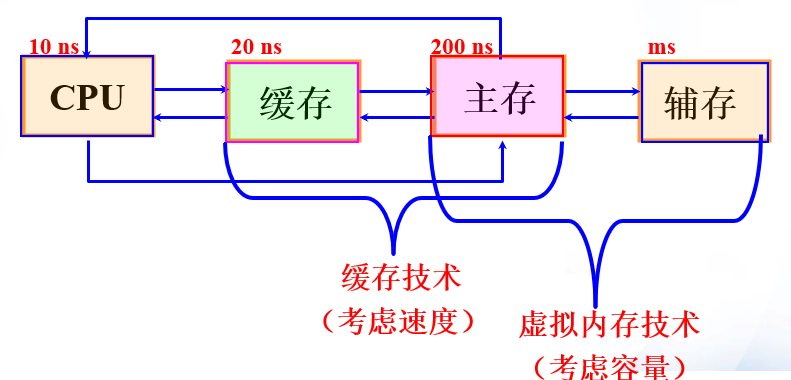 10 ns
20 ns
200 ns
ms
CPU
缓存
主存
辅存
缓存技术
（考虑速度）
虚拟内存技术
（考虑容量）